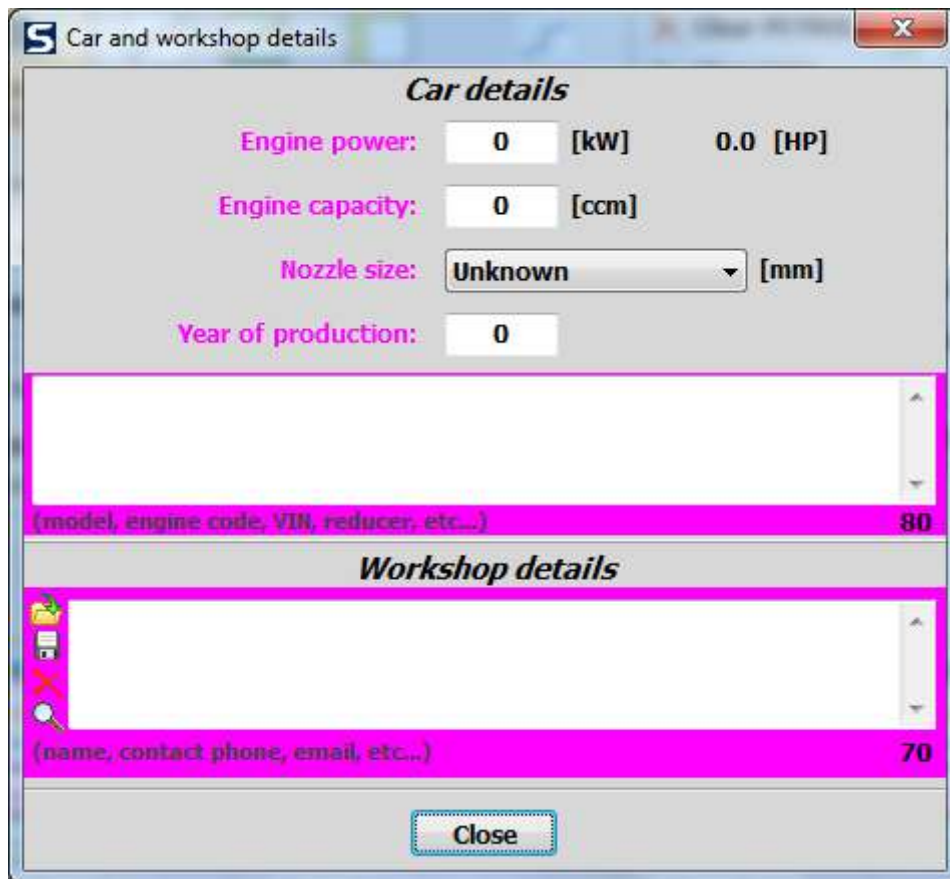 S Car and workshop details
Car details
Engine power: 0 [kW] 0.0 [HP]
Engine capacity: 0 [ccm]
Nozzle size: Unknown [mm]
Year of production: 0
(model, engine code, VIN, reducer, etc...) 80
Workshop details
(name, contact phone, email, etc...) 70
Close